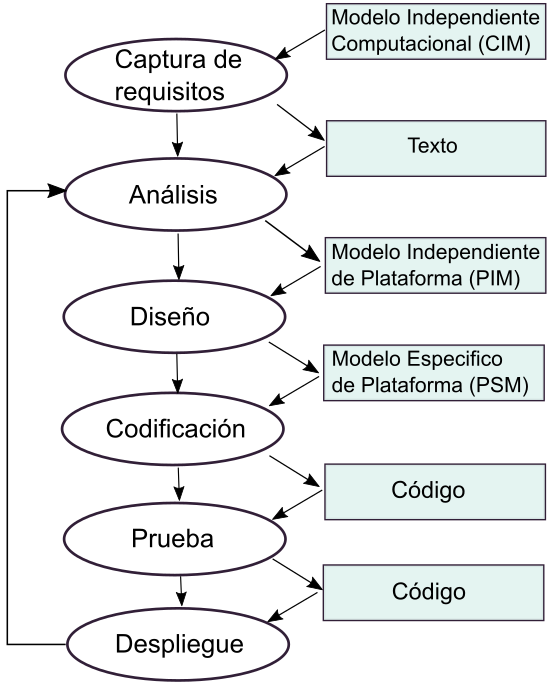 Modelo Independiente
Computacional (CIM)
Captura de
requisitos
Texto
Análisis
Modelo Independiente
de Plataforma (PIM)
Diseño
Modelo Especifico
de Plataforma (PSM)
Codificación
Código
Prueba
Código
Despliegue